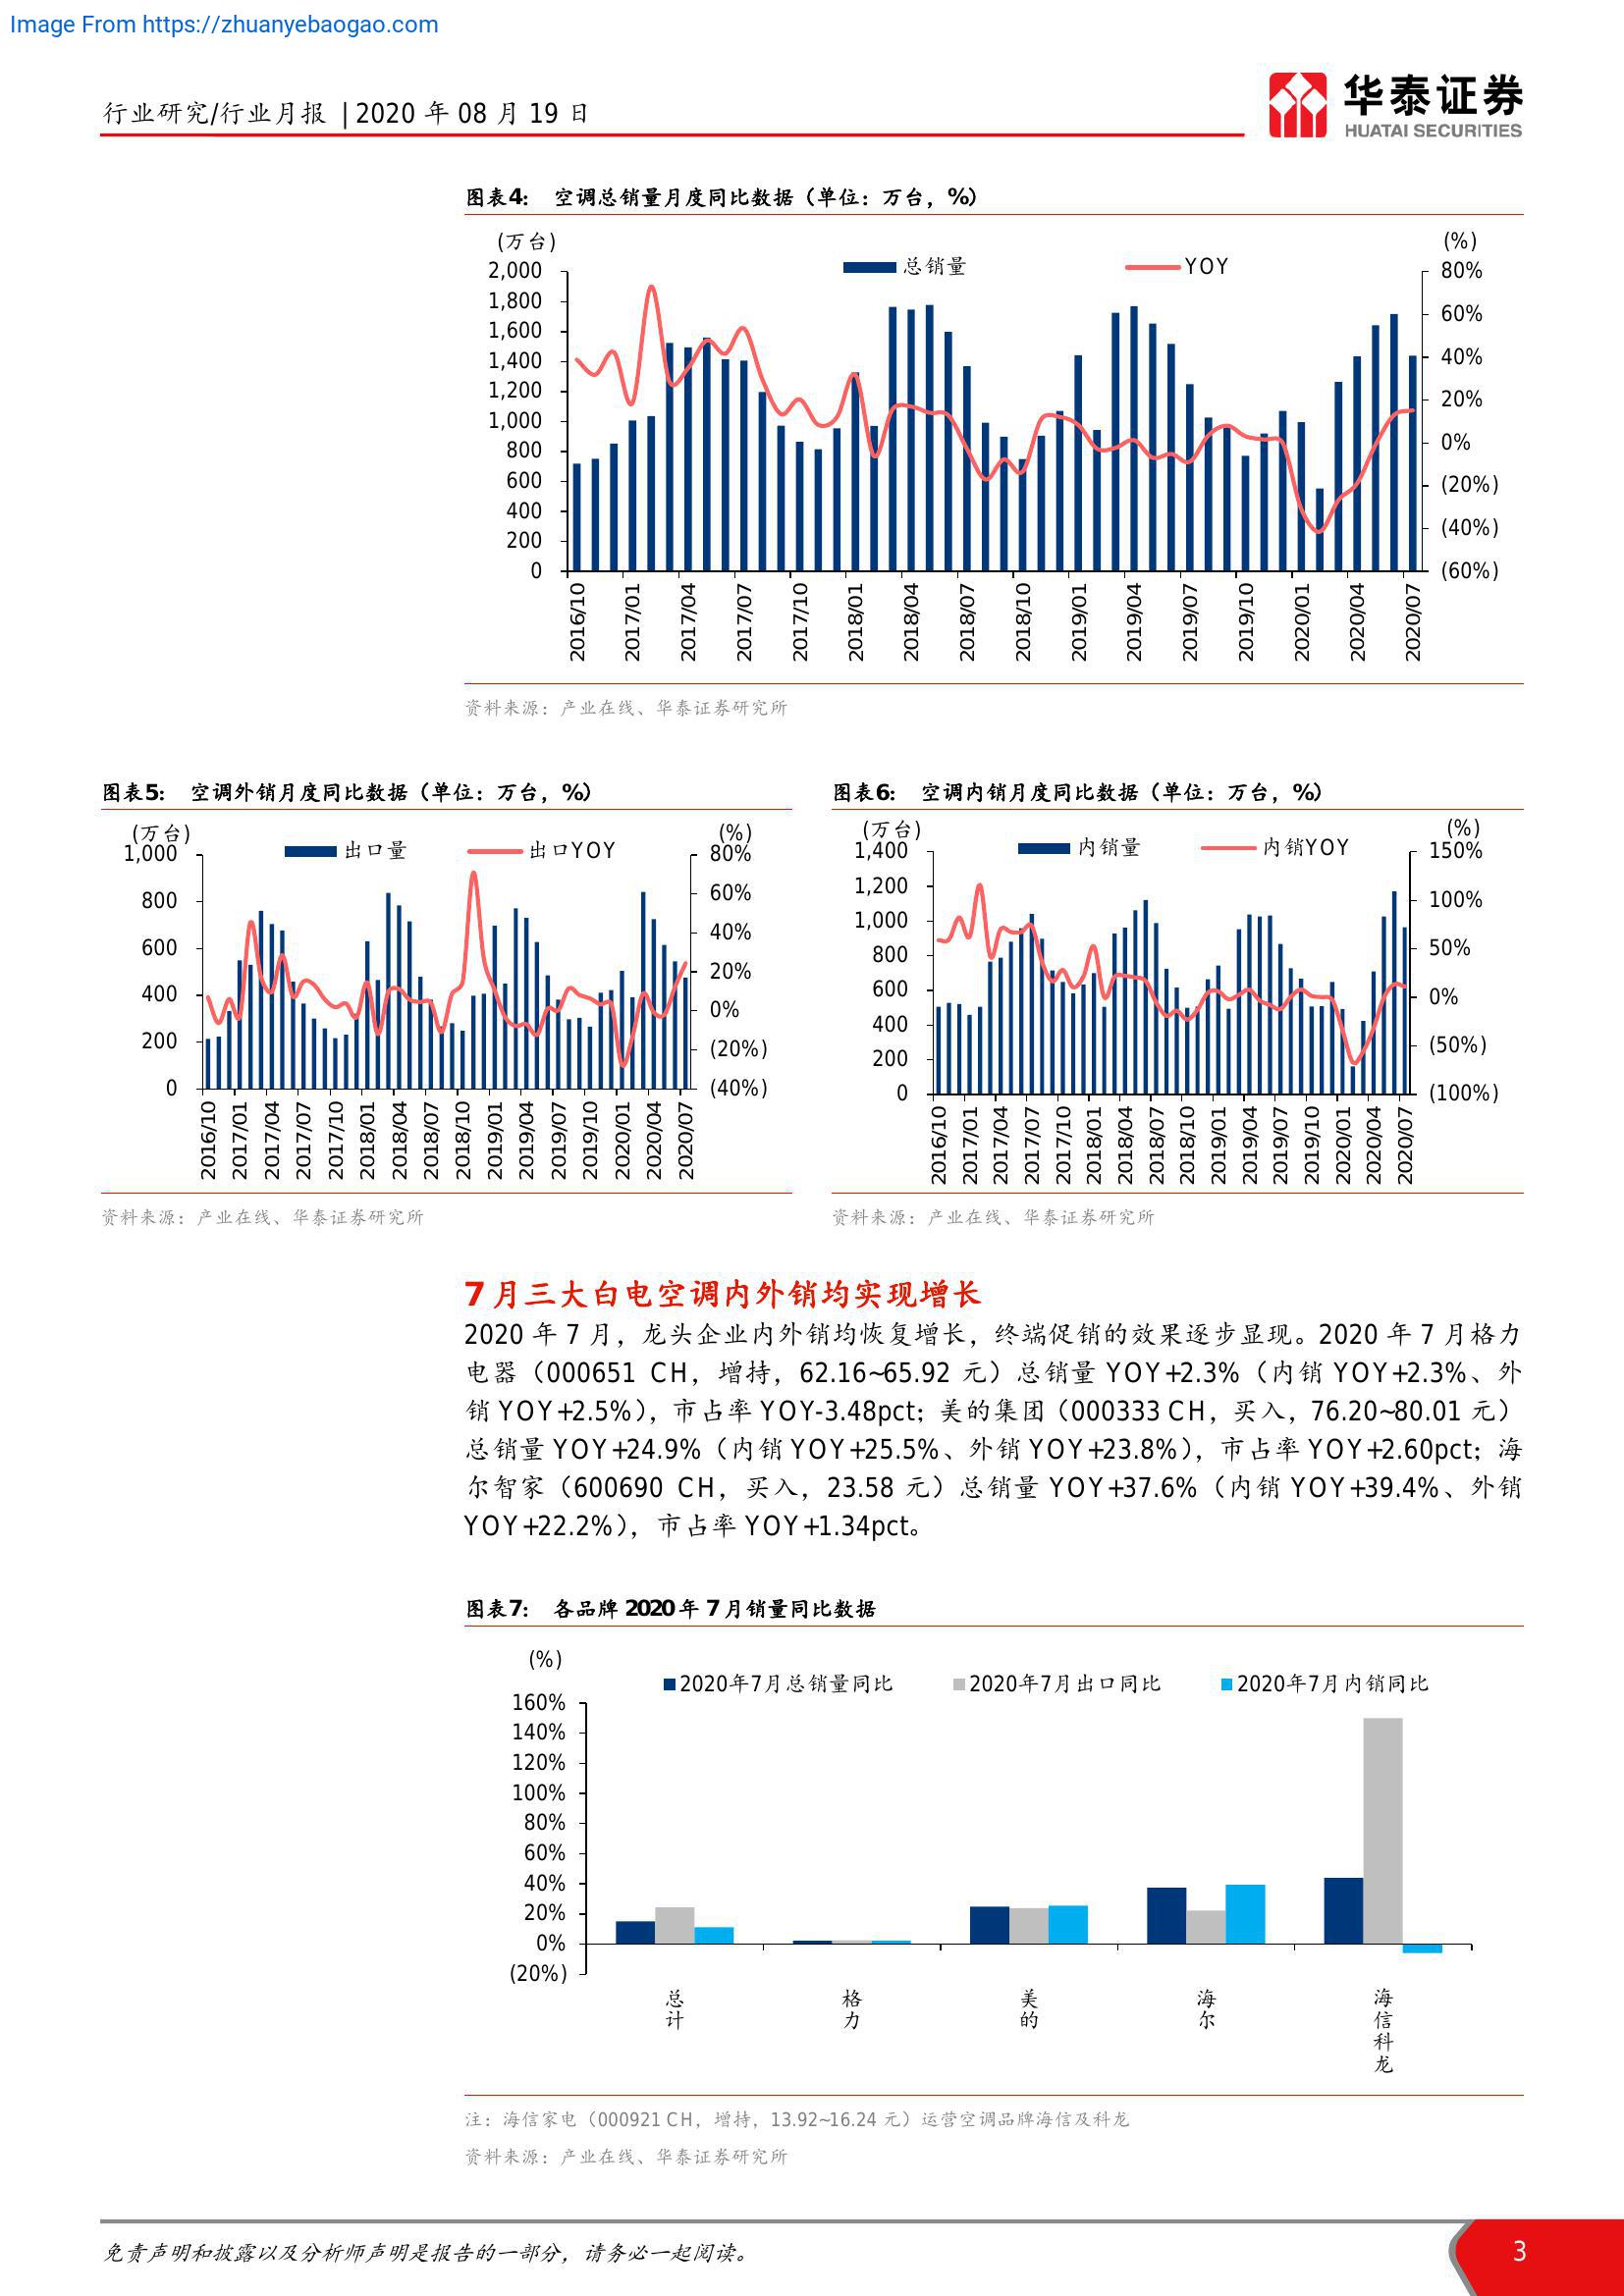 Image From https://zhuanyebaogao.com
行业研究/行业月报 | 2020 年 08 月 19 日
华泰证券
HUATAI SECURITIES
图表4： 空调总销量月度同比数据（单位：万台，%）
(万台)
(%)
总销量
YOY
2,000
1,800
1,600
1,400
1,200
1,000
800
600
400
200
0
80%
60%
40%
20%
0%
(20%)
(40%)
(60%)
2016/10
2017/01
2017/04
2017/07
2017/10
2018/01
2018/04
2018/07
2018/10
2019/01
2019/04
2019/07
2019/10
2020/01
2020/04
2020/07
资料来源：产业在线、华泰证券研究所
图表5： 空调外销月度同比数据（单位：万台，%）
(万台)
(%)
出口量
出口YOY
1,000
800
600
400
200
0
80%
60%
40%
20%
0%
(20%)
(40%)
2016/10
2017/01
2017/04
2017/07
2017/10
2018/01
2018/04
2018/07
2018/10
2019/01
2019/04
2019/07
2019/10
2020/01
2020/04
2020/07
资料来源：产业在线、华泰证券研究所
图表6： 空调内销月度同比数据（单位：万台，%）
(万台)
(%)
内销量
内销YOY
1,400
1,200
1,000
800
600
400
200
0
150%
100%
50%
0%
(50%)
(100%)
2016/10
2017/01
2017/04
2017/07
2017/10
2018/01
2018/04
2018/07
2018/10
2019/01
2019/04
2019/07
2019/10
2020/01
2020/04
2020/07
资料来源：产业在线、华泰证券研究所
7 月三大白电空调内外销均实现增长
2020 年 7 月，龙头企业内外销均恢复增长，终端促销的效果逐步显现。2020 年 7 月格力
电器（000651 CH，增持，62.16~65.92 元）总销量 YOY+2.3%（内销 YOY+2.3%、外
销 YOY+2.5%），市占率 YOY-3.48pct；美的集团（000333 CH，买入，76.20~80.01 元）
总销量 YOY+24.9%（内销 YOY+25.5%、外销 YOY+23.8%），市占率 YOY+2.60pct；海
尔智家（600690 CH，买入，23.58 元）总销量 YOY+37.6%（内销 YOY+39.4%、外销
YOY+22.2%），市占率 YOY+1.34pct。
图表7： 各品牌 2020 年 7 月销量同比数据
(%)
2020年7月总销量同比
2020年7月出口同比
2020年7月内销同比
160%
140%
120%
100%
80%
60%
40%
20%
0%
(20%)
总计
格力
美的
海尔
海信科龙
注：海信家电（000921 CH，增持，13.92~16.24 元）运营空调品牌海信及科龙
资料来源：产业在线、华泰证券研究所
免责声明和披露以及分析师声明是报告的一部分，请务必一起阅读。
3